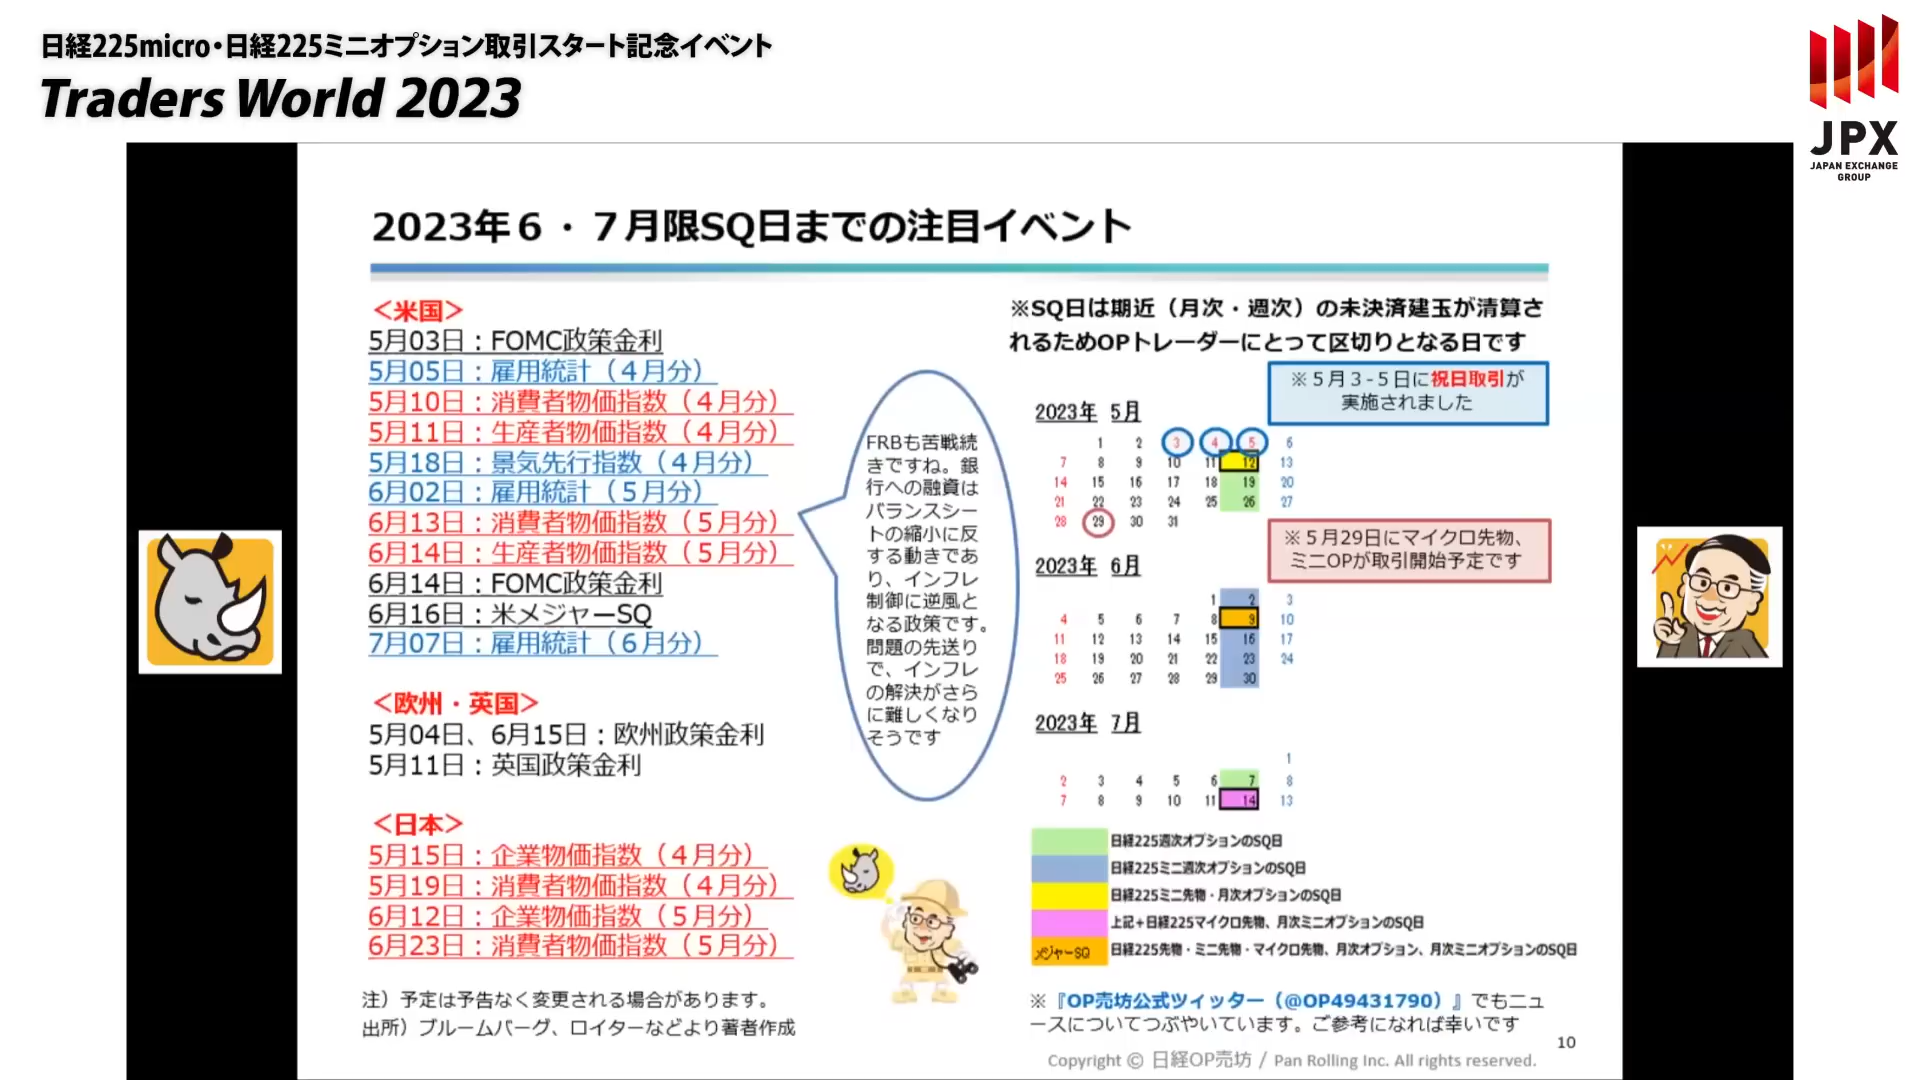 日経225micro・日経225ミニオプション取引スタート記念イベント
Traders World 2023
JPX
JAPAN EXCHANGE
GROUP
2023年6・7月限SQ日までの注目イベント
＜米国＞
5月03日：FOMC政策金利
5月05日：雇用統計（4月分）
5月10日：消費者物価指数（4月分）
5月11日：生産者物価指数（4月分）
5月18日：景気先行指数（4月分）
6月02日：雇用統計（5月分）
6月13日：消費者物価指数（5月分）
6月14日：生産者物価指数（5月分）
6月14日：FOMC政策金利
6月16日：米メジャーSQ
7月07日：雇用統計（6月分）
＜欧州・英国＞
5月04日、6月15日：欧州政策金利
5月11日：英国政策金利
＜日本＞
5月15日：企業物価指数（4月分）
5月19日：消費者物価指数（4月分）
6月12日：企業物価指数（5月分）
6月23日：消費者物価指数（5月分）
注）予定は予告なく変更される場合があります。
出所）ブルームバーグ、ロイターなどより著者作成
FRBも苦戦続
きですね。銀
行への融資は
バランスシー
トの縮小に反
する動きであ
り、インフレ
制御に逆風と
なる政策です。
問題の先送り
で、インフレ
の解決がさら
に難しくなり
そうです
※SQ日は期近（月次・週次）の未決済建玉が清算さ
れるためOPトレーダーにとって区切りとなる日です
※5月3-5日に祝日取引が
実施されました
2023年 5月
1 2 3 4 5 6
7 8 9 10 11 12 13
14 15 16 17 18 19 20
21 22 23 24 25 26 27
28 29 30 31
※5月29日にマイクロ先物、
ミニOPが取引開始予定です
2023年 6月
1 2 3
4 5 6 7 8 9 10
11 12 13 14 15 16 17
18 19 20 21 22 23 24
25 26 27 28 29 30
2023年 7月
1
2 3 4 5 6 7 8
7 8 9 10 11 14 13
日経225週次オプションのSQ日
日経225ミニ週次オプションのSQ日
日経225ミニ先物・月次オプションのSQ日
上記＋日経225マイクロ先物、月次ミニオプションのSQ日
メジャーSQ 日経225先物・ミニ先物・マイクロ先物、月次オプション、月次ミニオプションのSQ日
※『OP売坊公式ツィッター（@OP49431790）』でもニュ
ースについてつぶやいています。ご参考になれば幸いです
10
Copyright © 日経OP売坊 / Pan Rolling Inc. All rights reserved.